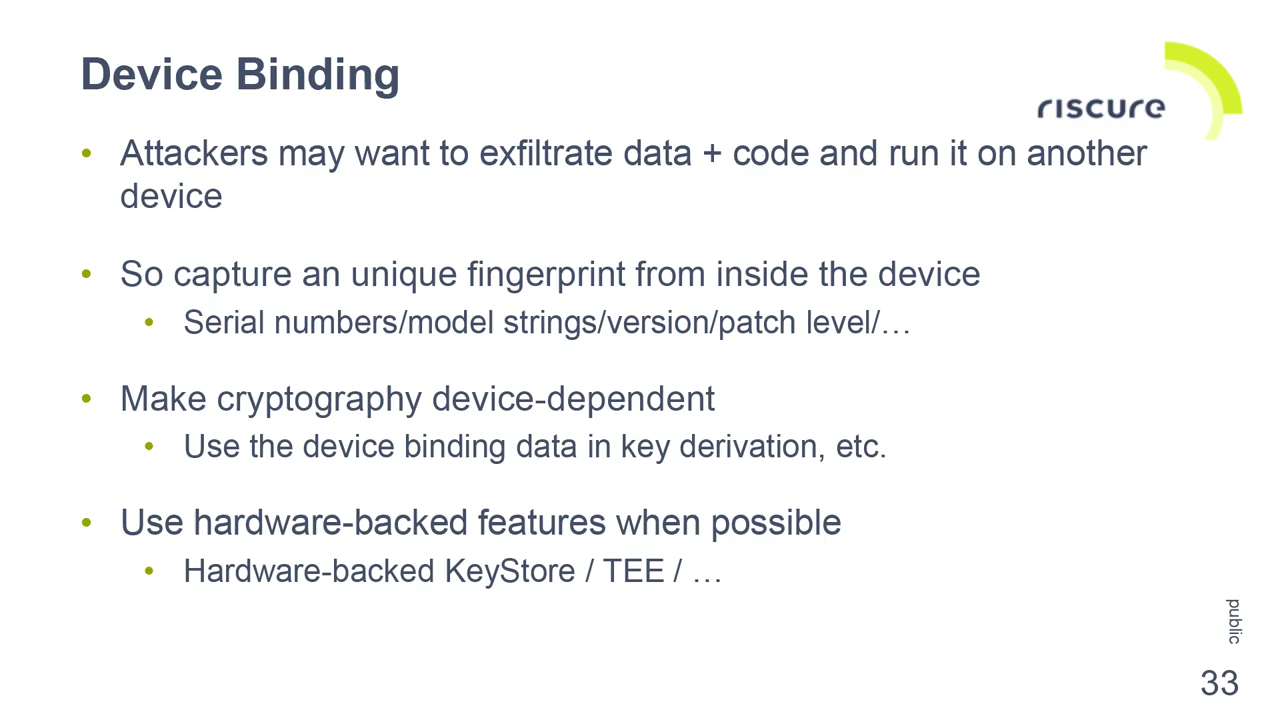 Device Binding
riscure
• Attackers may want to exfiltrate data + code and run it on another
device
• So capture an unique fingerprint from inside the device
• Serial numbers/model strings/version/patch level/…
• Make cryptography device-dependent
• Use the device binding data in key derivation, etc.
• Use hardware-backed features when possible
• Hardware-backed KeyStore / TEE / …
public
33